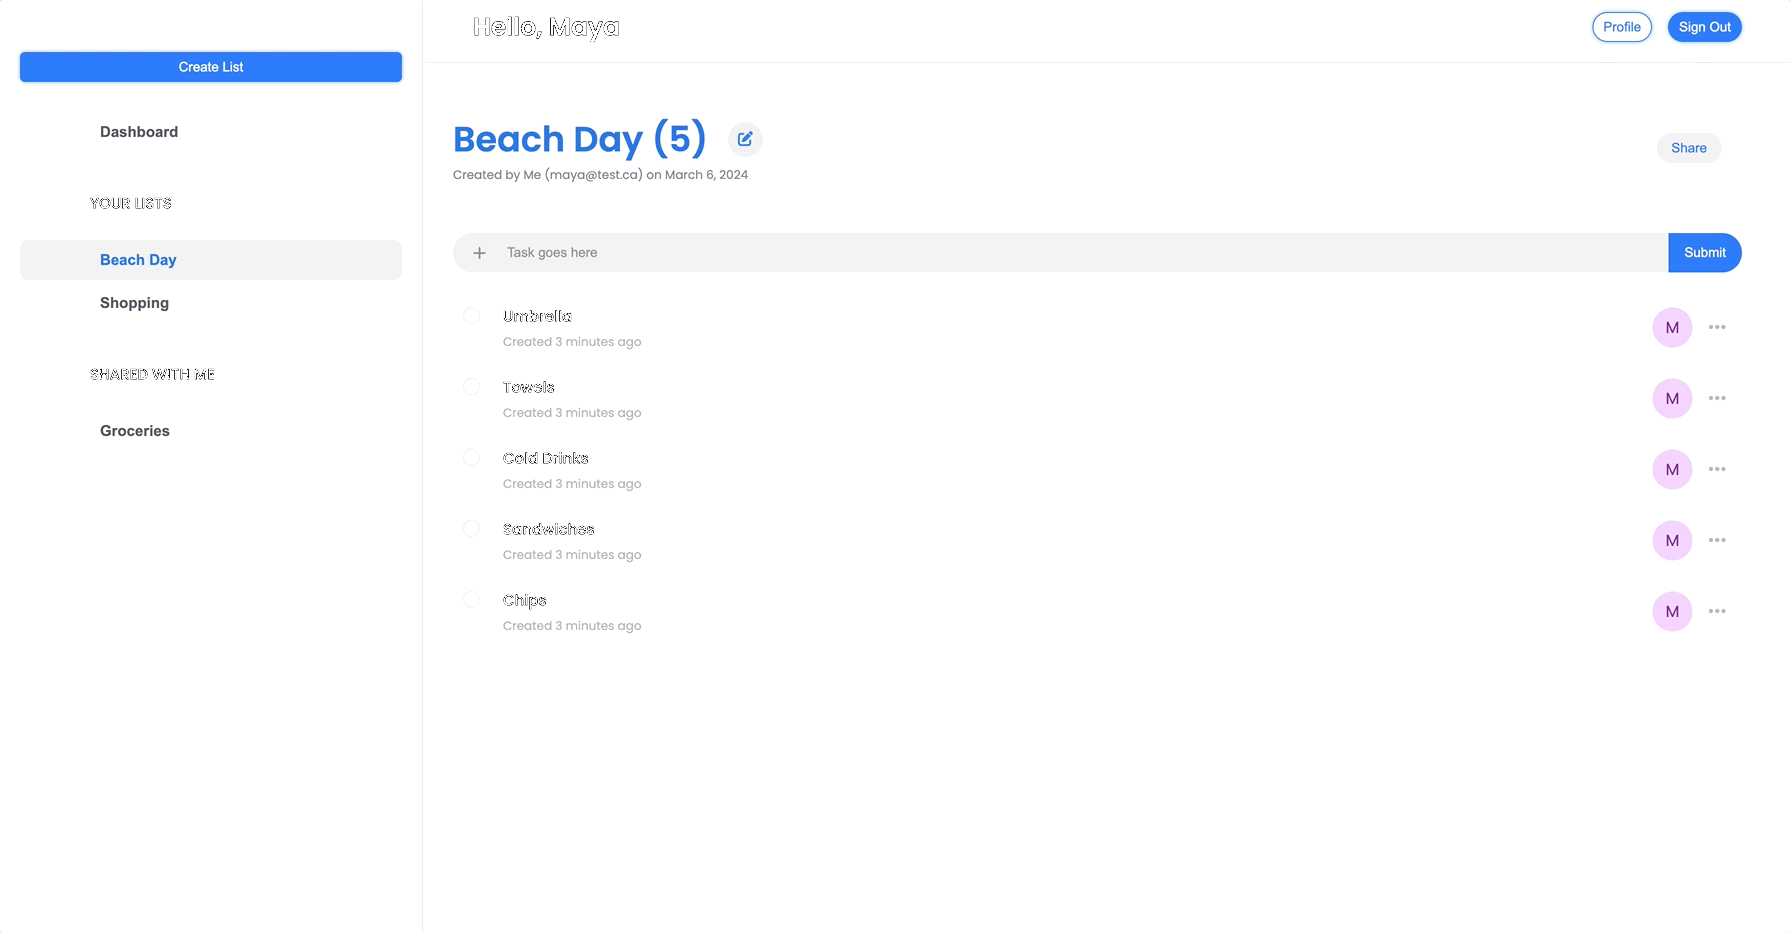 Hello, Maya
Profile
Sign Out
Create List
Dashboard
YOUR LISTS
Beach Day
Shopping
SHARED WITH ME
Groceries
Beach Day (5)
Share
Created by Me (maya@test.ca) on March 6, 2024
+ Task goes here
Submit
Umbrella
Created 3 minutes ago
M
Towels
Created 3 minutes ago
M
Cold Drinks
Created 3 minutes ago
M
Sandwiches
Created 3 minutes ago
M
Chips
Created 3 minutes ago
M